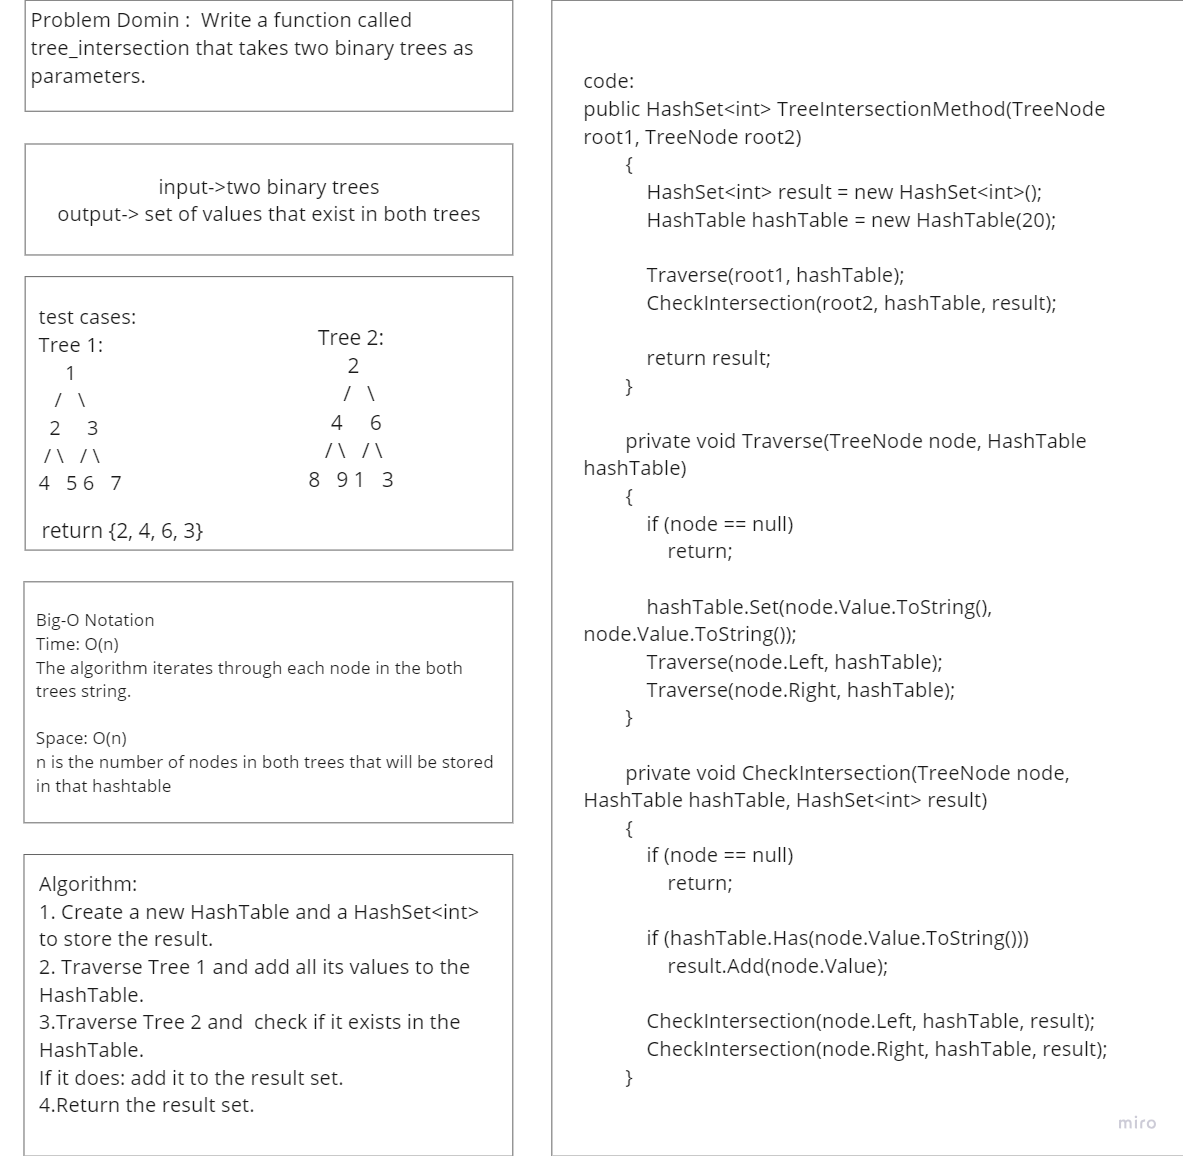 Problem Domin :  Write a function called
tree_intersection that takes two binary trees as
parameters.
input->two binary trees
output-> set of values that exist in both trees
test cases:
Tree 1:
1
/  \
2    3
/ \  / \
4   5 6   7
Tree 2:
2
/  \
4    6
/ \  / \
8   9 1   3
return {2, 4, 6, 3}
Big-O Notation
Time: O(n)
The algorithm iterates through each node in the both
trees string.
Space: O(n)
n is the number of nodes in both trees that will be stored
in that hashtable
Algorithm:
1. Create a new HashTable and a HashSet<int>
to store the result.
2. Traverse Tree 1 and add all its values to the
HashTable.
3.Traverse Tree 2 and  check if it exists in the
HashTable.
If it does: add it to the result set.
4.Return the result set.
code:
public HashSet<int> TreeIntersectionMethod(TreeNode
root1, TreeNode root2)
{
HashSet<int> result = new HashSet<int>();
HashTable hashTable = new HashTable(20);
Traverse(root1, hashTable);
CheckIntersection(root2, hashTable, result);
return result;
}
private void Traverse(TreeNode node, HashTable
hashTable)
{
if (node == null)
return;
hashTable.Set(node.Value.ToString(),
node.Value.ToString());
Traverse(node.Left, hashTable);
Traverse(node.Right, hashTable);
}
private void CheckIntersection(TreeNode node,
HashTable hashTable, HashSet<int> result)
{
if (node == null)
return;
if (hashTable.Has(node.Value.ToString()))
result.Add(node.Value);
CheckIntersection(node.Left, hashTable, result);
CheckIntersection(node.Right, hashTable, result);
}
miro